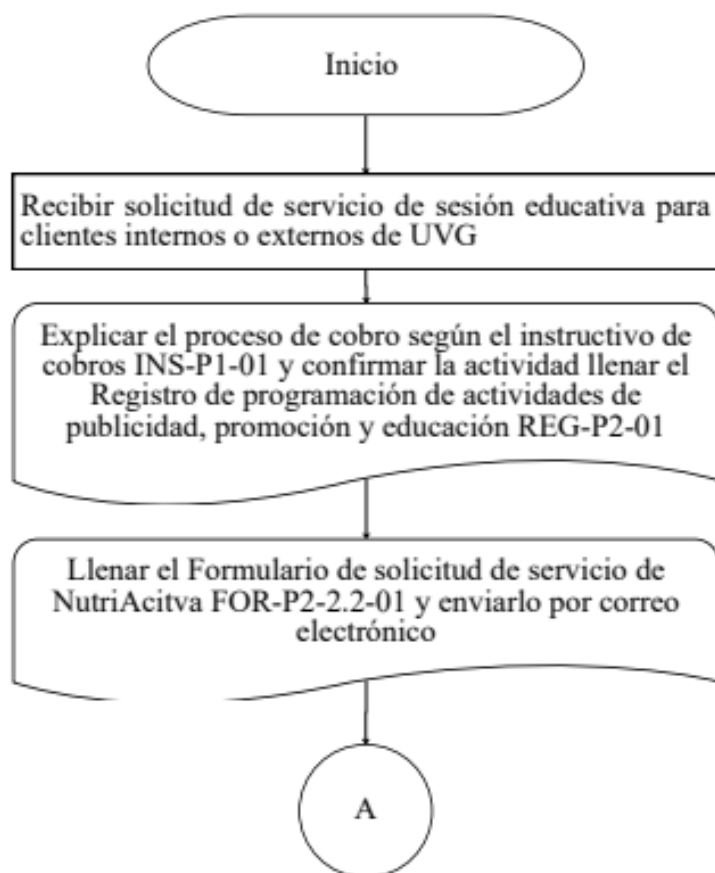 Inicio
Recibir solicitud de servicio de sesión educativa para
clientes internos o externos de UVG
Explicar el proceso de cobro según el instructivo de
cobros INS-P1-01 y confirmar la actividad llenar el
Registro de programación de actividades de
publicidad, promoción y educación REG-P2-01
Llenar el Formulario de solicitud de servicio de
NutriAcitva FOR-P2-2.2-01 y enviarlo por correo
electrónico
A